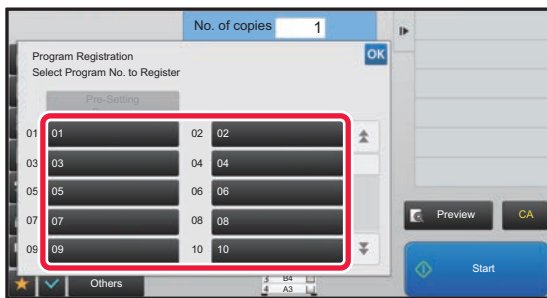 No. of copies 1
Program Registration
OK
Select Program No. to Register
Pre-Setting
01 01 02 02
03 03 04 04
05 05 06 06
07 07 08 08
09 09 10 10
Preview CA
Start
Others
3 B4
4 A3